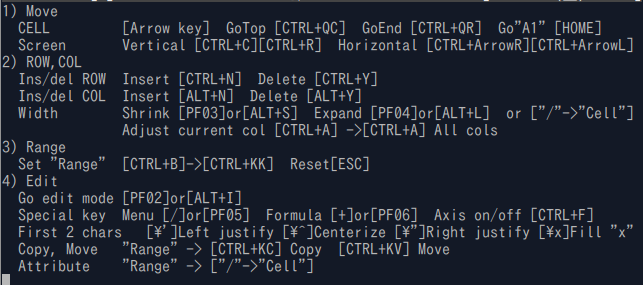 1) Move
CELL [Arrow key] GoTop [CTRL+QC] GoEnd [CTRL+QR] Go”A1” [HOME]
Screen Vertical [CTRL+C][CTRL+R] Horizontal [CTRL+ArrowR][CTRL+ArrowL]
2) ROW,COL
Ins/del ROW Insert [CTRL+N] Delete [CTRL+Y]
Ins/del COL Insert [ALT+N] Delete [ALT+Y]
Width Shrink [PF03]or[ALT+S] Expand [PF04]or[ALT+L] or [”/”->”Cell”]
Adjust current col [CTRL+A] ->[CTRL+A] All cols
3) Range
Set ”Range” [CTRL+B]->[CTRL+KK] Reset[ESC]
4) Edit
Go edit mode [PF02]or[ALT+I]
Special key Menu [/]or[PF05] Formula [+]or[PF06] Axis on/off [CTRL+F]
First 2 chars [¥']Left justify [¥^]Centerize [¥”]Right justify [¥x]Fill ”x”
Copy, Move ”Range” -> [CTRL+KC] Copy [CTRL+KV] Move
Attribute ”Range” -> [”/”->”Cell”]